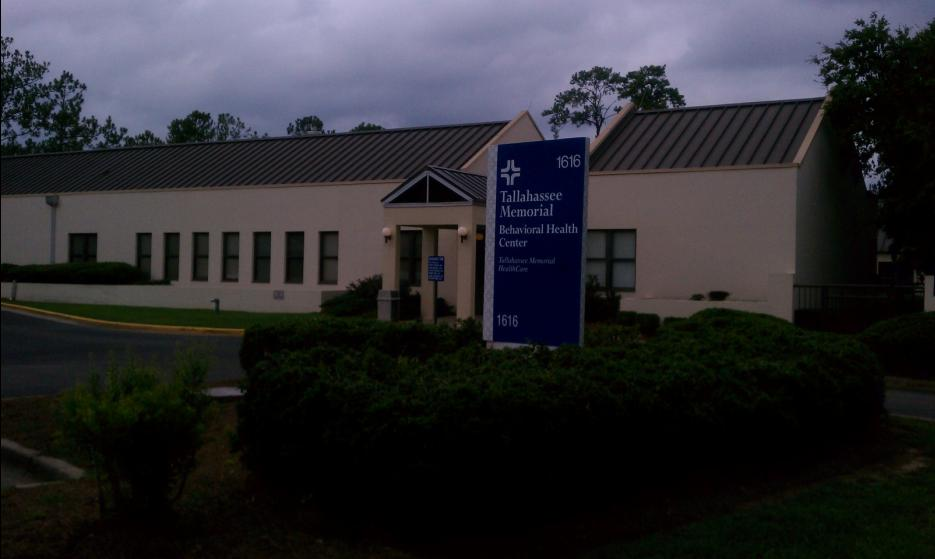 1616
Tallahassee
Memorial
Behavioral Health
Center
Tallahassee Memorial
HealthCare
1616